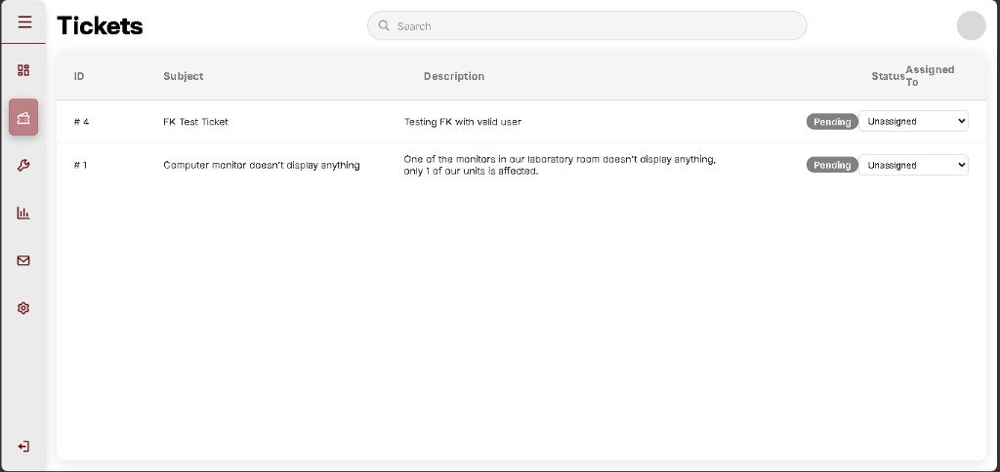 Tickets
Search
ID Subject Description Status Assigned To
# 4 FK Test Ticket Testing FK with valid user Pending Unassigned
# 1 Computer monitor doesn't display anything One of the monitors in our laboratory room doesn't display anything,
only 1 of our units is affected. Pending Unassigned